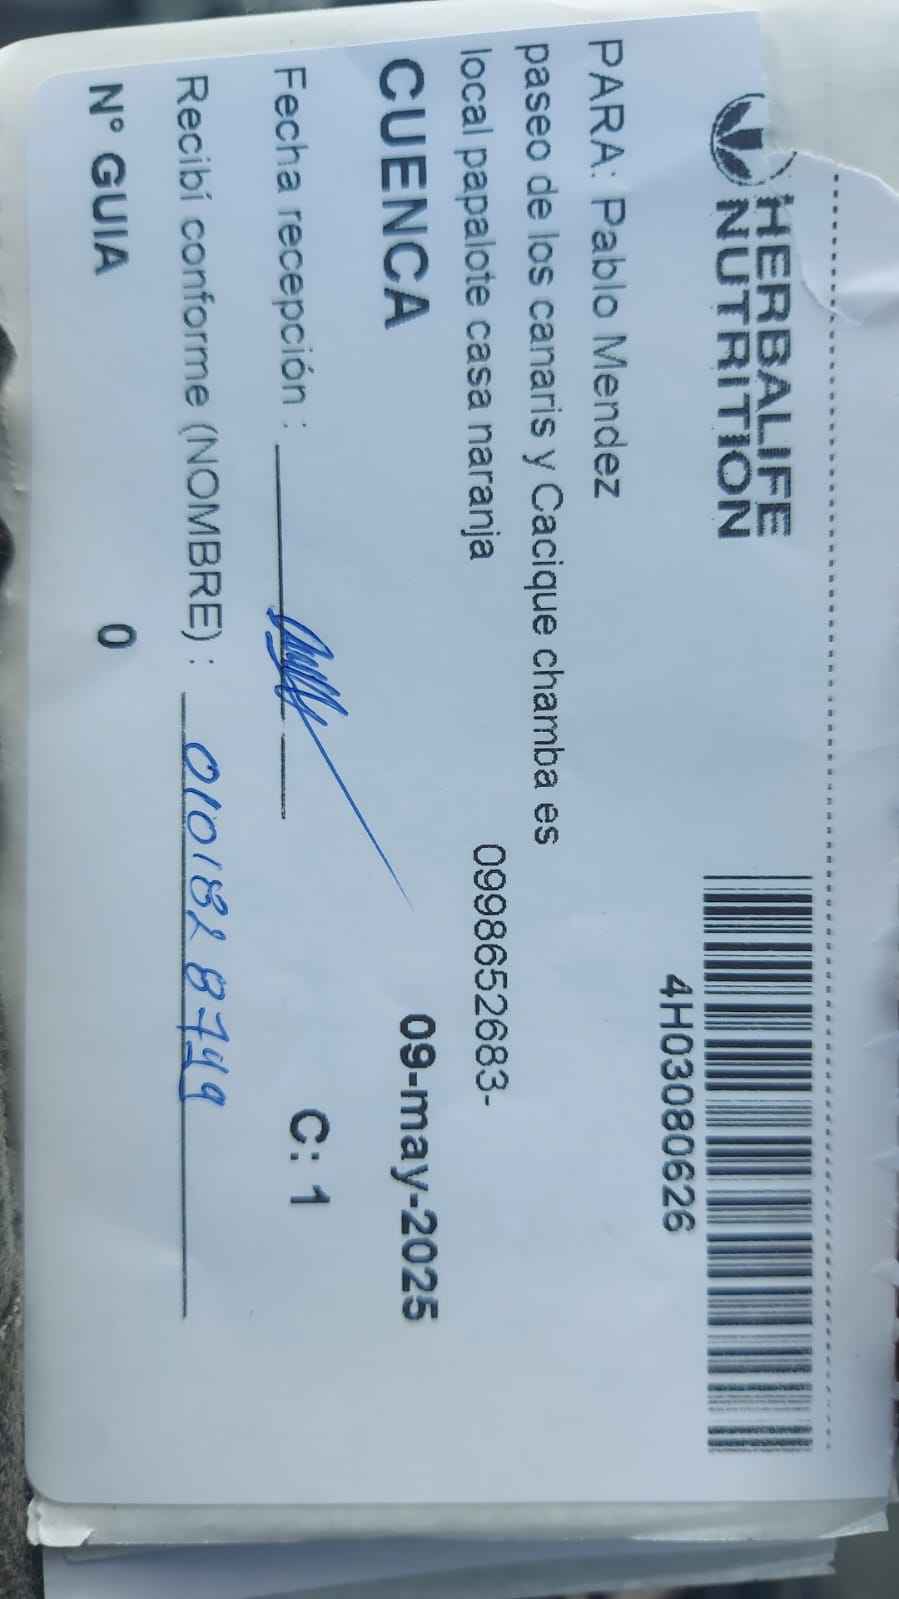 HERBALIFE
NUTRITION
4H03080626
PARA: Pablo Mendez
paseo de los canaris y Cacique chamba es
local papalote casa naranja 0998652683-
CUENCA 09-may-2025
Fecha recepción : C: 1
Recibí conforme (NOMBRE) : 0101828749
N° GUIA 0